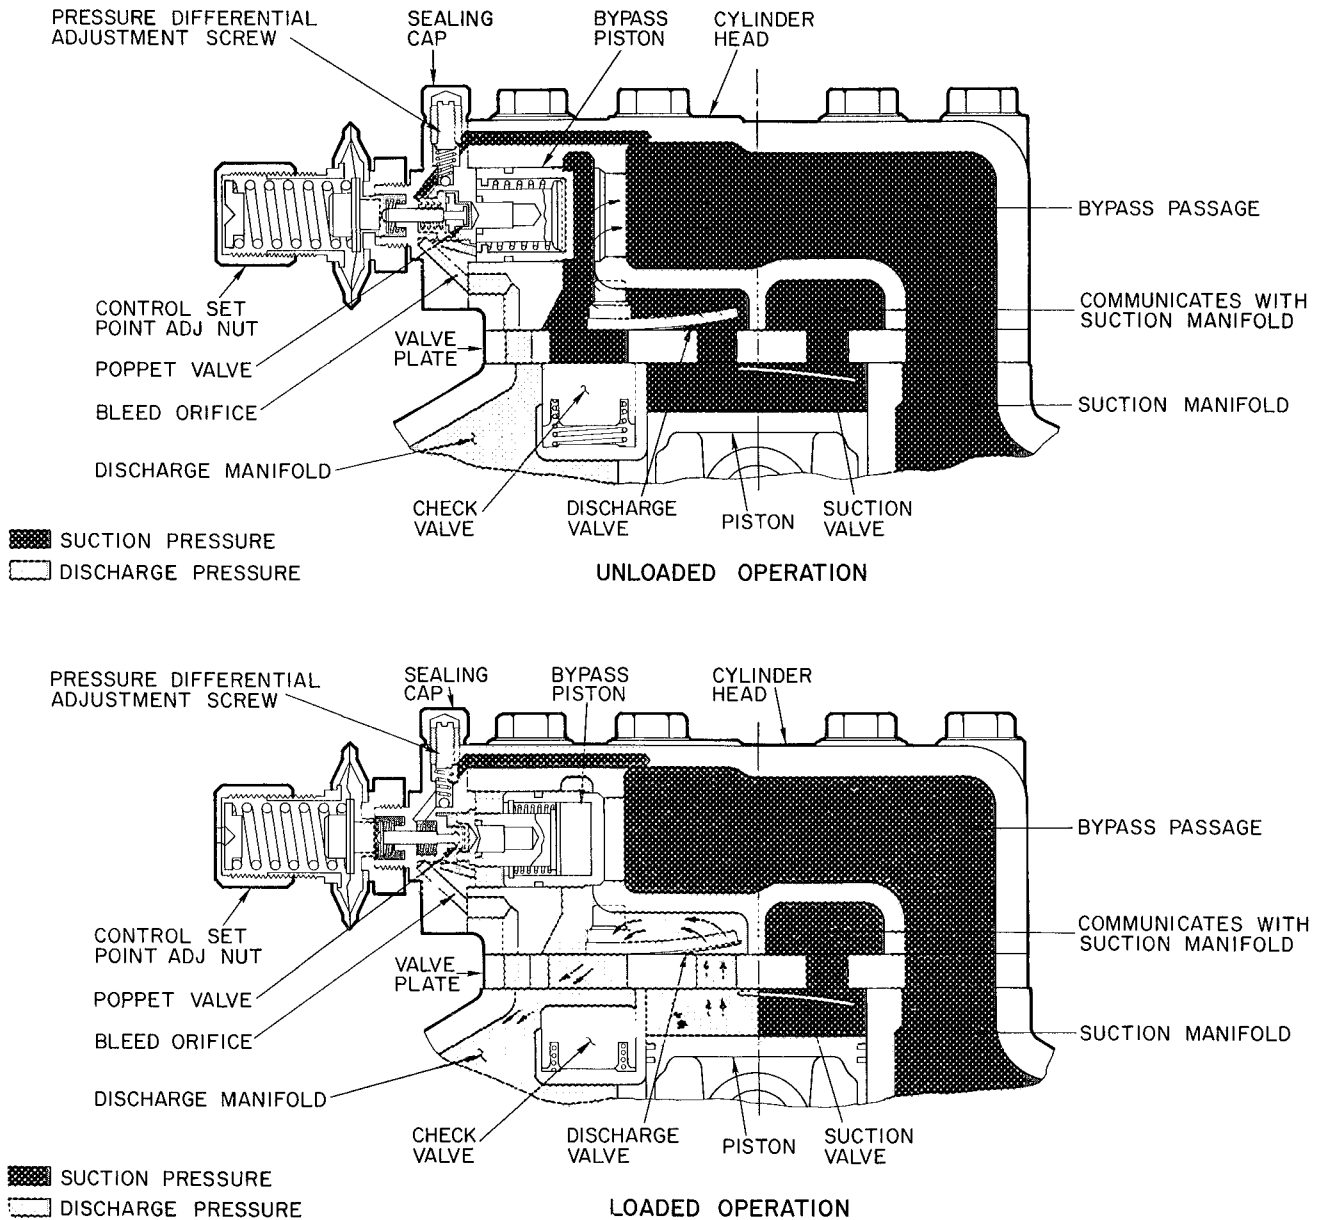 PRESSURE DIFFERENTIAL
ADJUSTMENT SCREW
SEALING
CAP
BYPASS
PISTON
CYLINDER
HEAD
BYPASS PASSAGE
CONTROL SET
POINT ADJ NUT
COMMUNICATES WITH
SUCTION MANIFOLD
VALVE
PLATE
POPPET VALVE
BLEED ORIFICE
SUCTION MANIFOLD
DISCHARGE MANIFOLD
CHECK
VALVE
DISCHARGE
VALVE
PISTON
SUCTION
VALVE
SUCTION PRESSURE
DISCHARGE PRESSURE
UNLOADED OPERATION
PRESSURE DIFFERENTIAL
ADJUSTMENT SCREW
SEALING
CAP
BYPASS
PISTON
CYLINDER
HEAD
BYPASS PASSAGE
CONTROL SET
POINT ADJ NUT
COMMUNICATES WITH
SUCTION MANIFOLD
VALVE
PLATE
POPPET VALVE
BLEED ORIFICE
SUCTION MANIFOLD
DISCHARGE MANIFOLD
CHECK
VALVE
DISCHARGE
VALVE
PISTON
SUCTION
VALVE
SUCTION PRESSURE
DISCHARGE PRESSURE
LOADED OPERATION